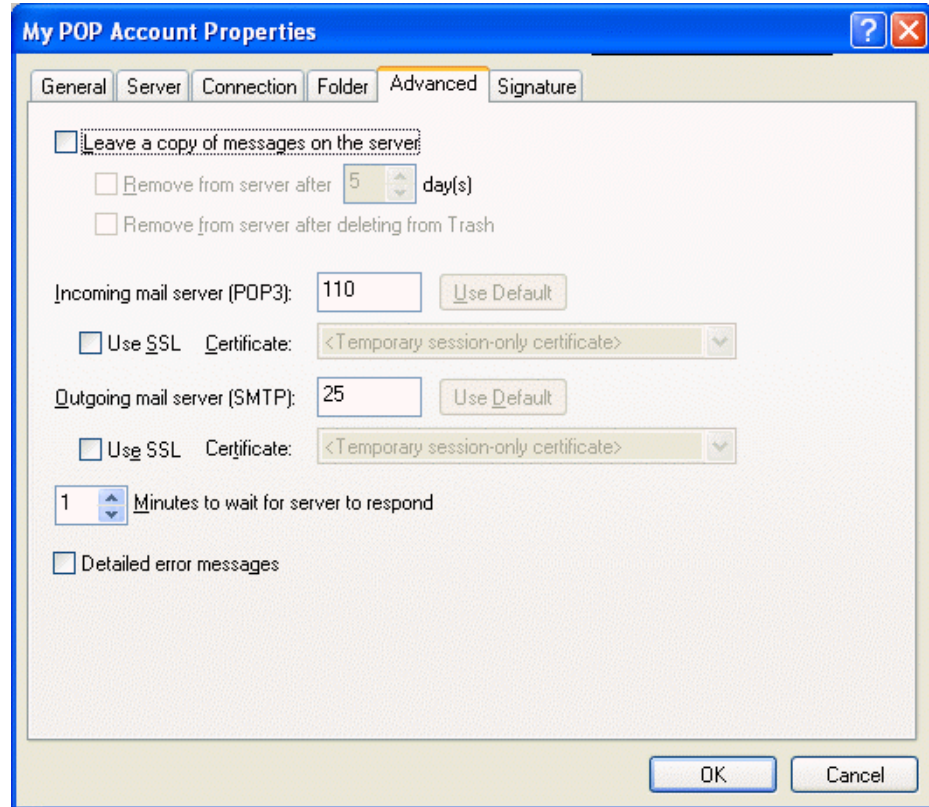 My POP Account Properties
General Server Connection Folder Advanced Signature
Leave a copy of messages on the server
Remove from server after 5 day(s)
Remove from server after deleting from Trash
Incoming mail server (POP3): 110 Use Default
Use SSL Certificate: <Temporary session-only certificate>
Outgoing mail server (SMTP): 25 Use Default
Use SSL Certificate: <Temporary session-only certificate>
1 Minutes to wait for server to respond
Detailed error messages
OK Cancel